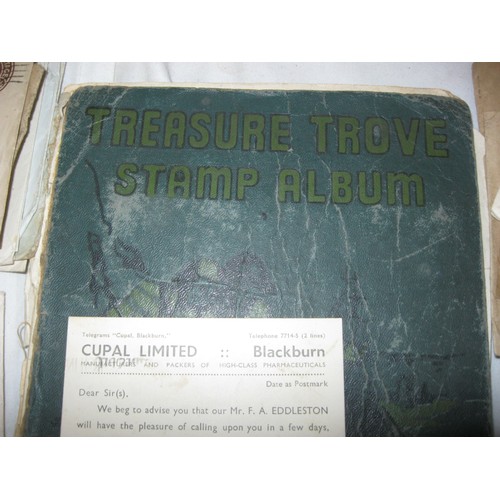 TREASURE TROVE
STAMP ALBUM
Telegrams "Cupal, Blackburn." Telephone 7714-5 (2 lines)
CUPAL LIMITED :: Blackburn
MANUFACTURERS AND PACKERS OF HIGH-CLASS PHARMACEUTICALS
Date as Postmark
Dear Sir(s),
We beg to advise you that our Mr. F. A. EDDLESTON
will have the pleasure of calling upon you in a few days,